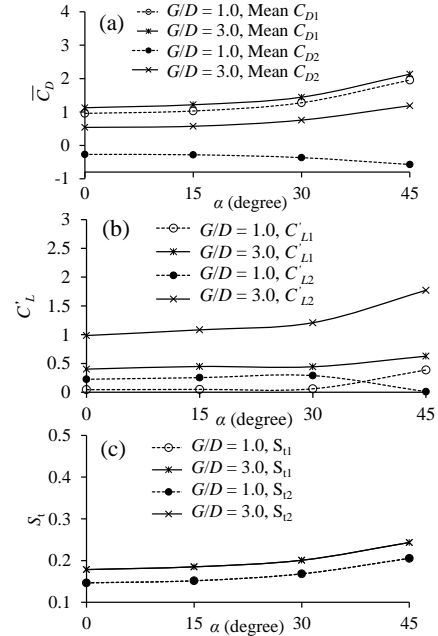 (a)
G/D = 1.0, Mean C_D1
G/D = 3.0, Mean C_D1
G/D = 1.0, Mean C_D2
G/D = 3.0, Mean C_D2
4
3
2
1
0
-1
C̅_D
0 15 30 45
α (degree)
(b)
G/D = 1.0, C'_L1
G/D = 3.0, C'_L1
G/D = 1.0, C'_L2
G/D = 3.0, C'_L2
3
2.5
2
1.5
1
0.5
0
C'_L
0 15 30 45
α (degree)
(c)
G/D = 1.0, S_t1
G/D = 3.0, S_t1
G/D = 1.0, S_t2
G/D = 3.0, S_t2
0.5
0.4
0.3
0.2
0.1
S_t
0 15 30 45
α (degree)